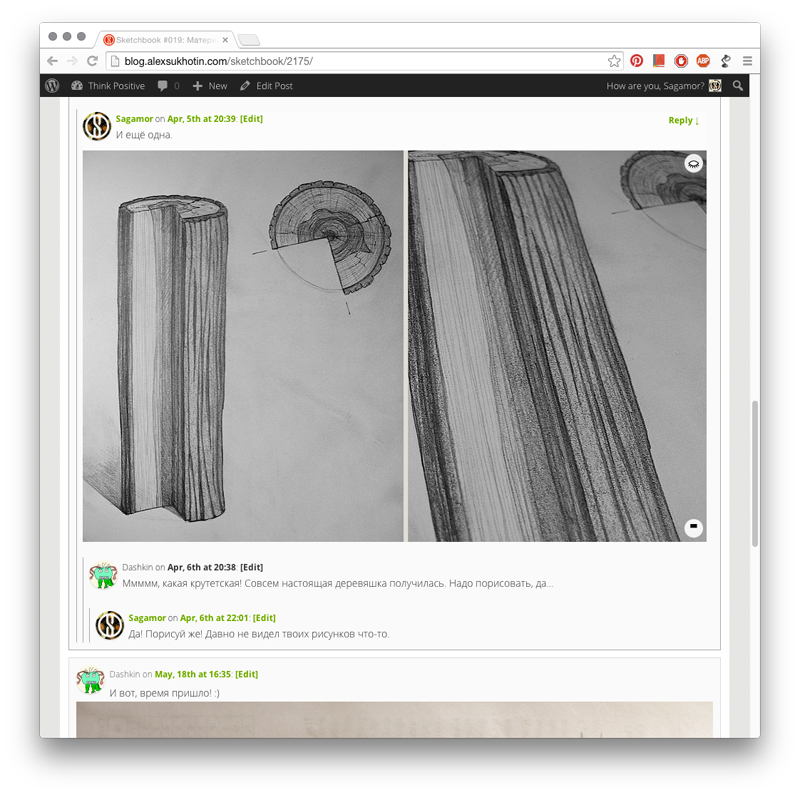 Sketchbook #019: Матери
blog.alexsukhotin.com/sketchbook/2175/
ABP
Think Positive 0 New Edit Post How are you, Sagamor?
Sagamor on Apr, 5th at 20:39: [Edit] Reply ↓
И ещё одна.
Dashkin on Apr, 6th at 20:38: [Edit]
Ммммм, какая крутетская! Совсем настоящая деревяшка получилась. Надо порисовать, да...
Sagamor on Apr, 6th at 22:01: [Edit]
Да! Порисуй же! Давно не видел твоих рисунков что-то.
Dashkin on May, 18th at 16:35: [Edit]
И вот, время пришло! :)